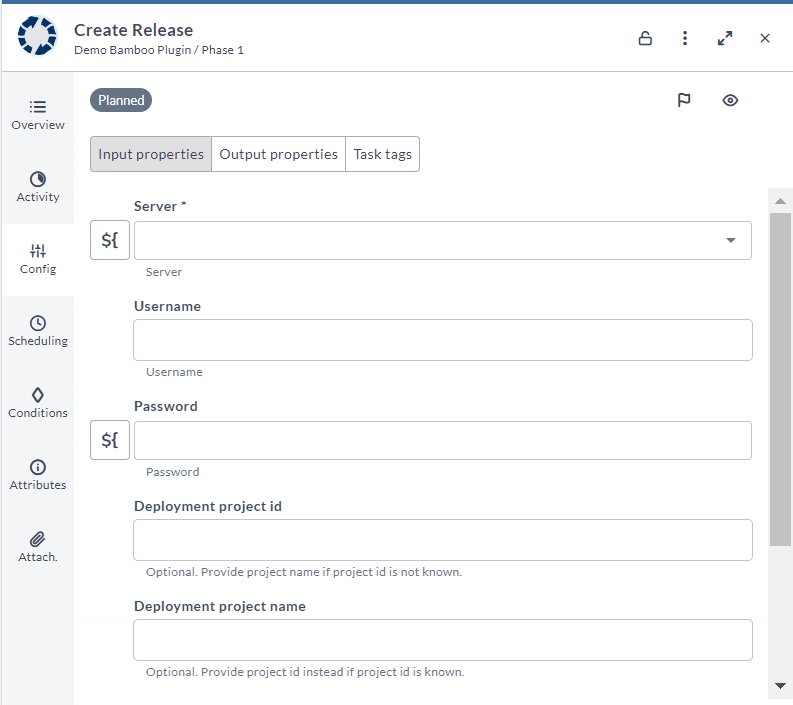 Create Release
Demo Bamboo Plugin / Phase 1
Overview
Activity
Config
Scheduling
Conditions
Attributes
Attach.
Planned
Input properties Output properties Task tags
Server *
${
Server
Username
Username
Password
${
Password
Deployment project id
Optional. Provide project name if project id is not known.
Deployment project name
Optional. Provide project id instead if project id is known.